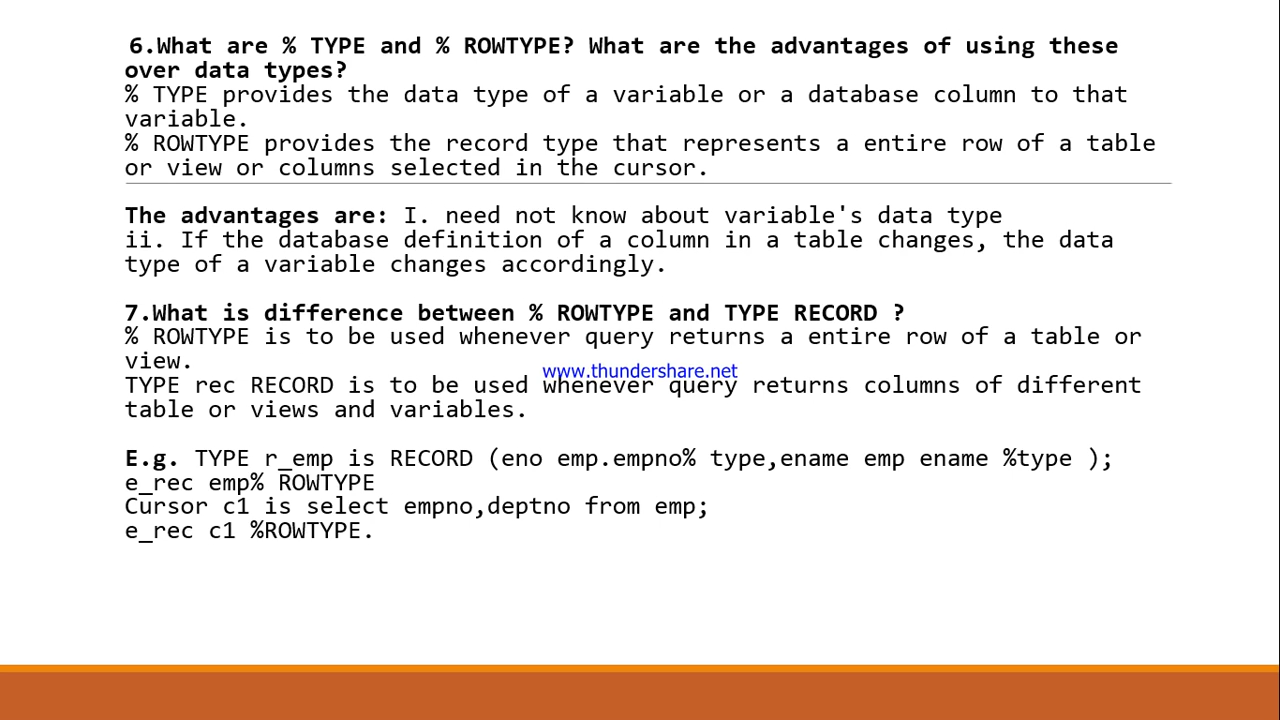 6.What are % TYPE and % ROWTYPE? What are the advantages of using these
over data types?
% TYPE provides the data type of a variable or a database column to that
variable.
% ROWTYPE provides the record type that represents a entire row of a table
or view or columns selected in the cursor.
The advantages are: I. need not know about variable's data type
ii. If the database definition of a column in a table changes, the data
type of a variable changes accordingly.
7.What is difference between % ROWTYPE and TYPE RECORD ?
% ROWTYPE is to be used whenever query returns a entire row of a table or
view.
www.thundershare.net
TYPE rec RECORD is to be used whenever query returns columns of different
table or views and variables.
E.g. TYPE r_emp is RECORD (eno emp.empno% type,ename emp ename %type );
e_rec emp% ROWTYPE
Cursor c1 is select empno,deptno from emp;
e_rec c1 %ROWTYPE.